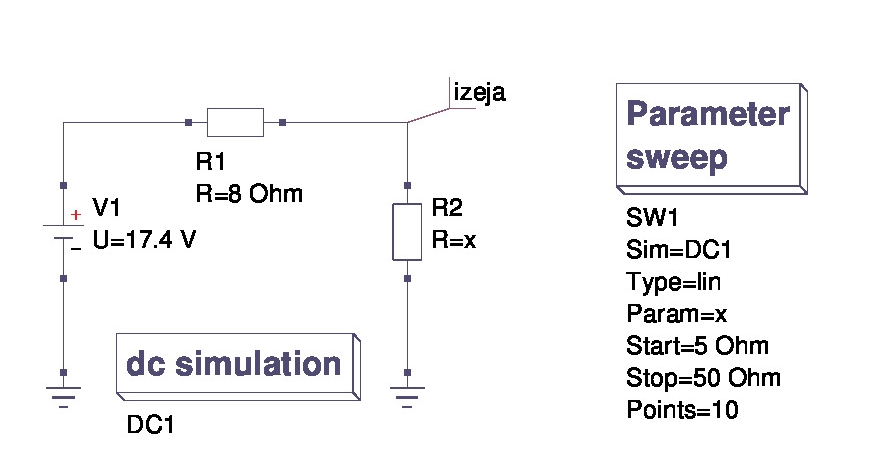 izeja
R1
R=8 Ohm
+
V1
U=17.4 V
R2
R=x
dc simulation
DC1
Parameter
sweep
SW1
Sim=DC1
Type=lin
Param=x
Start=5 Ohm
Stop=50 Ohm
Points=10